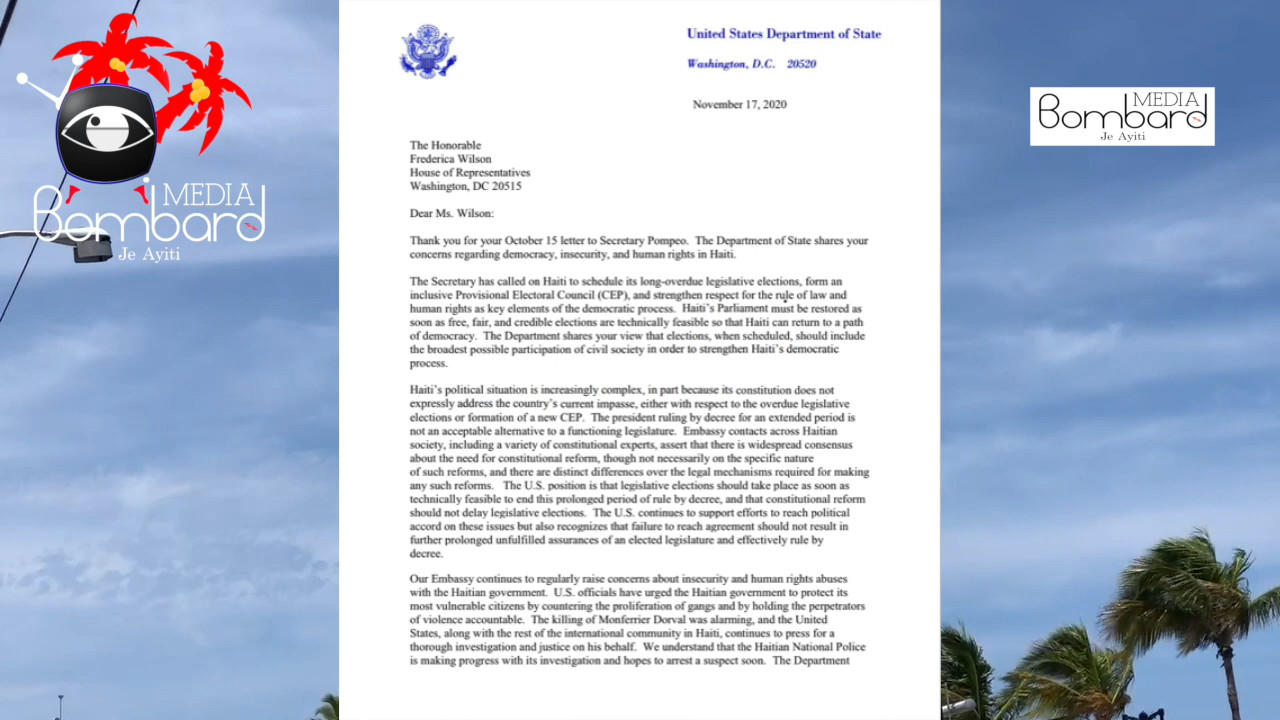 MEDIA
Bombard
Je Ayiti
United States Department of State
Washington, D.C. 20520
November 17, 2020
The Honorable
Frederica Wilson
House of Representatives
Washington, DC 20515
Dear Ms. Wilson:
Thank you for your October 15 letter to Secretary Pompeo. The Department of State shares your
concerns regarding democracy, insecurity, and human rights in Haiti.
The Secretary has called on Haiti to schedule its long-overdue legislative elections, form an
inclusive Provisional Electoral Council (CEP), and strengthen respect for the rule of law and
human rights as key elements of the democratic process. Haiti's Parliament must be restored as
soon as free, fair, and credible elections are technically feasible so that Haiti can return to a path
of democracy. The Department shares your view that elections, when scheduled, should include
the broadest possible participation of civil society in order to strengthen Haiti's democratic
process.
Haiti's political situation is increasingly complex, in part because its constitution does not
expressly address the country's current impasse, either with respect to the overdue legislative
elections or formation of a new CEP. The president ruling by decree for an extended period is
not an acceptable alternative to a functioning legislature. Embassy contacts across Haitian
society, including a variety of constitutional experts, assert that there is widespread consensus
about the need for constitutional reform, though not necessarily on the specific nature
of such reforms, and there are distinct differences over the legal mechanisms required for making
any such reforms. The U.S. position is that legislative elections should take place as soon as
technically feasible to end this prolonged period of rule by decree, and that constitutional reform
should not delay legislative elections. The U.S. continues to support efforts to reach political
accord on these issues but also recognizes that failure to reach agreement should not result in
further prolonged unfulfilled assurances of an elected legislature and effectively rule by
decree.
Our Embassy continues to regularly raise concerns about insecurity and human rights abuses
with the Haitian government. U.S. officials have urged the Haitian government to protect its
most vulnerable citizens by countering the proliferation of gangs and by holding the perpetrators
of violence accountable. The killing of Monferrier Dorval was alarming, and the United
States, along with the rest of the international community in Haiti, continues to press for a
thorough investigation and justice on his behalf. We understand that the Haitian National Police
is making progress with its investigation and hopes to arrest a suspect soon. The Department
MEDIA
Bombard
Je Ayiti